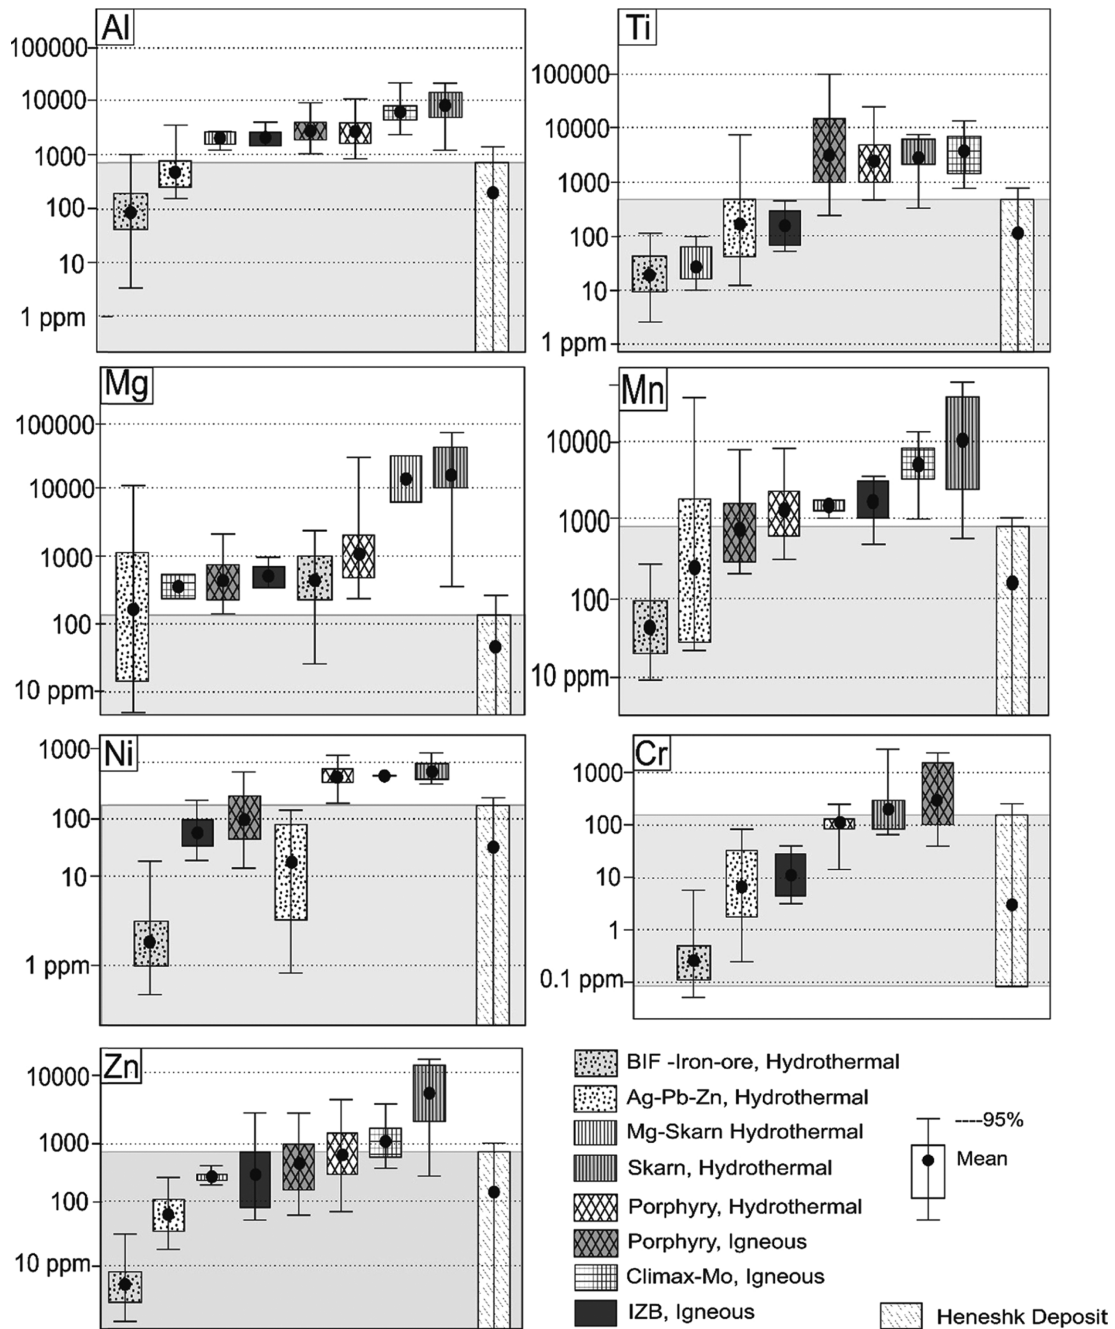 Al
100000
10000
1000
100
10
1 ppm
Ti
100000
10000
1000
100
10
1 ppm
Mg
100000
10000
1000
100
10 ppm
Mn
10000
1000
100
10 ppm
Ni
1000
100
10
1 ppm
Cr
1000
100
10
1
0.1 ppm
Zn
10000
1000
100
10 ppm
BIF -Iron-ore, Hydrothermal
Ag-Pb-Zn, Hydrothermal
Mg-Skarn Hydrothermal
Skarn, Hydrothermal
Porphyry, Hydrothermal
Porphyry, Igneous
Climax-Mo, Igneous
IZB, Igneous
----95%
Mean
Heneshk Deposit